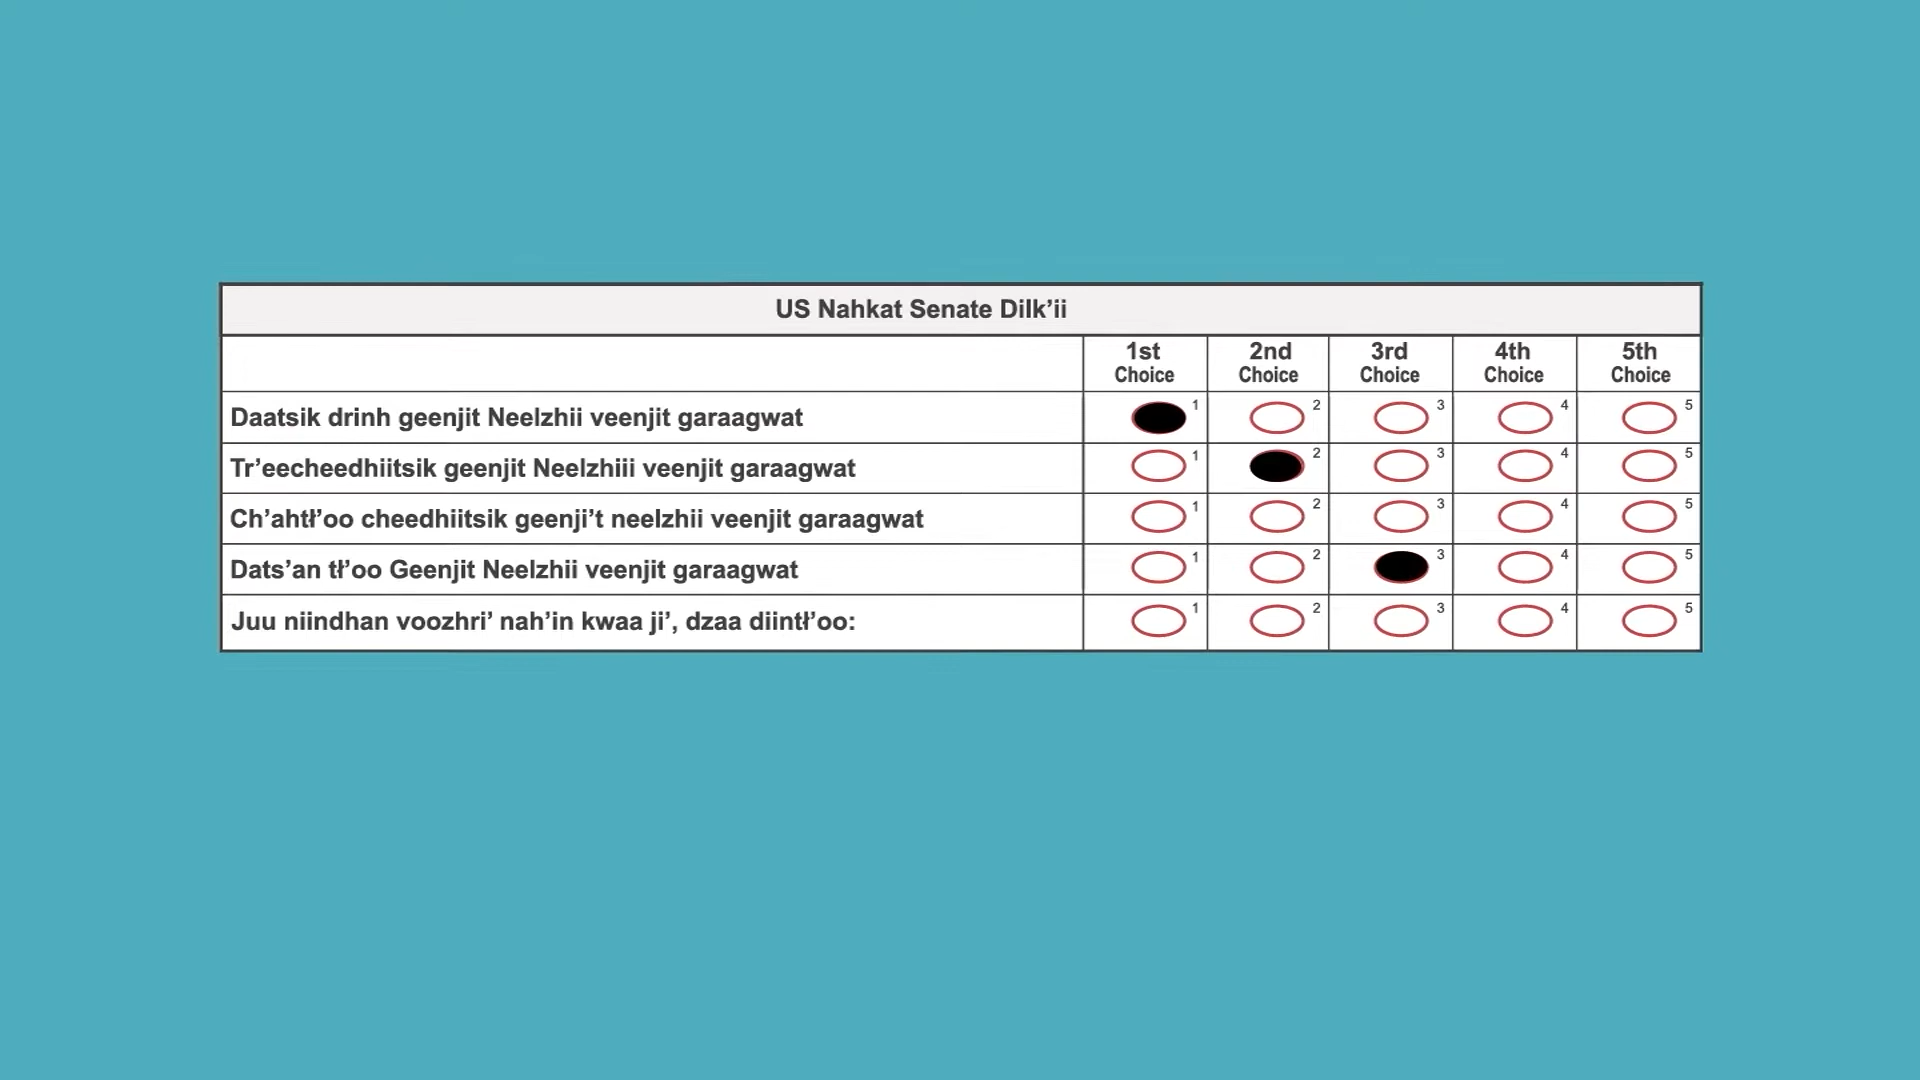 US Nahkat Senate Dilk’ii
1st 2nd 3rd 4th 5th
Choice Choice Choice Choice Choice
Daatsik drinh geenjit Neelzhii veenjit garaagwat 1 2 3 4 5
Tr’eecheedhiitsik geenjit Neelzhiii veenjit garaagwat 1 2 3 4 5
Ch’ahtł’oo cheedhiitsik geenji’t neelzhii veenjit garaagwat 1 2 3 4 5
Dats’an tł’oo Geenjit Neelzhii veenjit garaagwat 1 2 3 4 5
Juu niindhan voozhri’ nah’in kwaa ji’, dzaa diintł’oo: 1 2 3 4 5